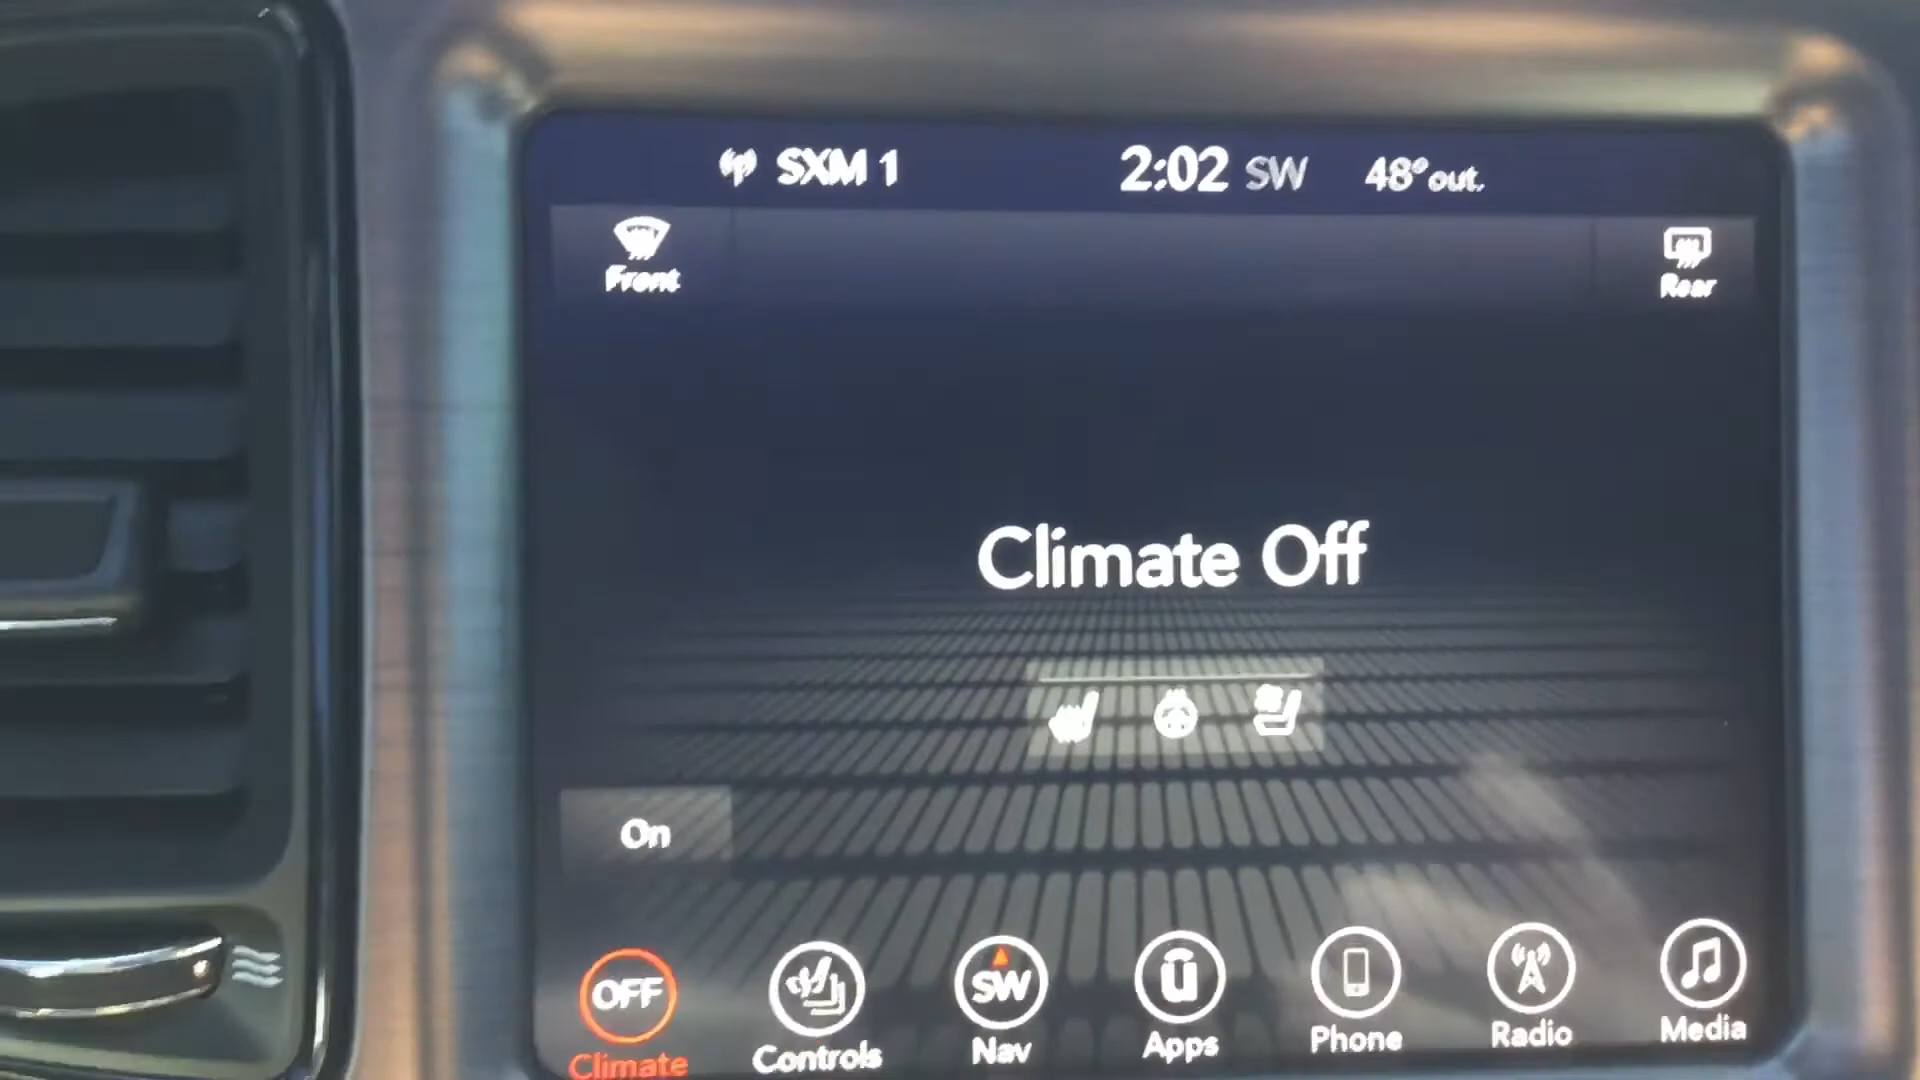 SXM 1 2:02 SW 48° out.
Front Rear
Climate Off
On
OFF SW
Climate Controls Nav Apps Phone Radio Media